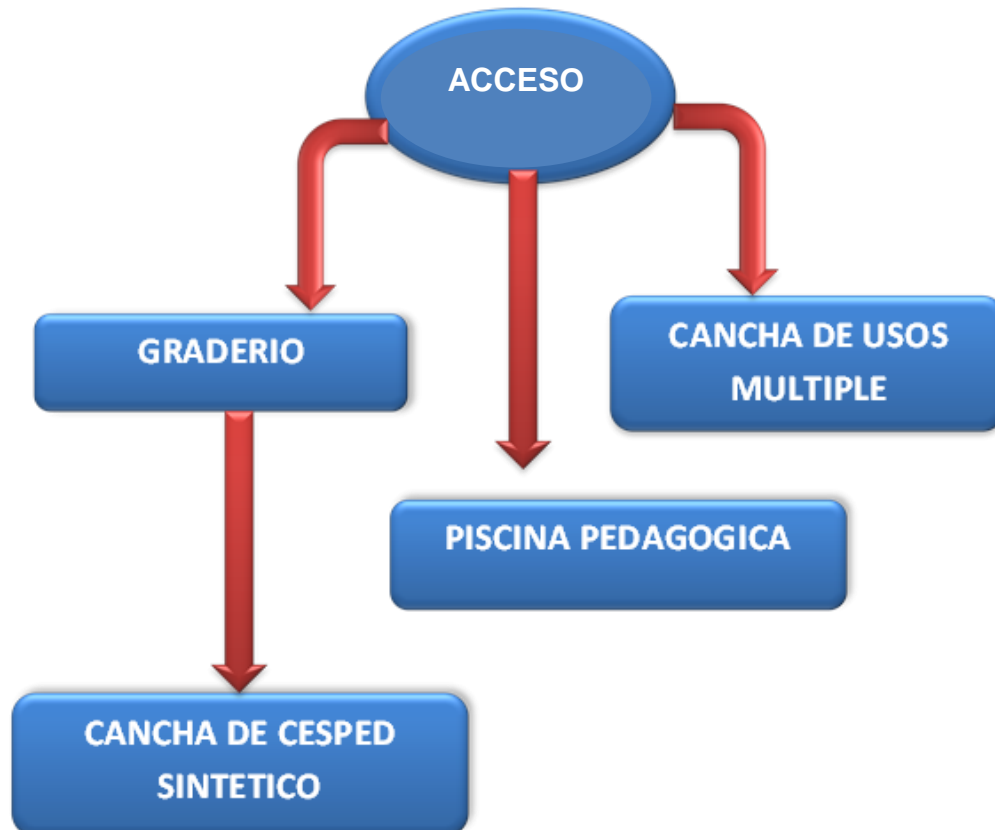 ACCESO
GRADERIO
CANCHA DE USOS
MULTIPLE
PISCINA PEDAGOGICA
CANCHA DE CESPED
SINTETICO